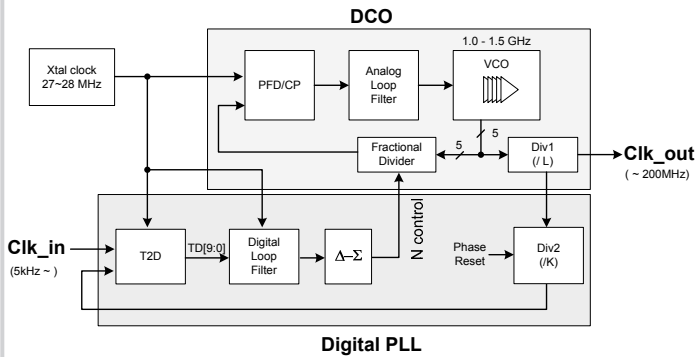 DCO
1.0 - 1.5 GHz
Xtal clock
27~28 MHz
PFD/CP
Analog
Loop
Filter
VCO
5
5
Fractional
Divider
Div1
(/ L)
Clk_out
( ~ 200MHz)
N control
Clk_in
(5kHz ~ )
T2D
TD[9:0]
Digital
Loop
Filter
Δ–Σ
Phase
Reset
Div2
(/K)
Digital PLL